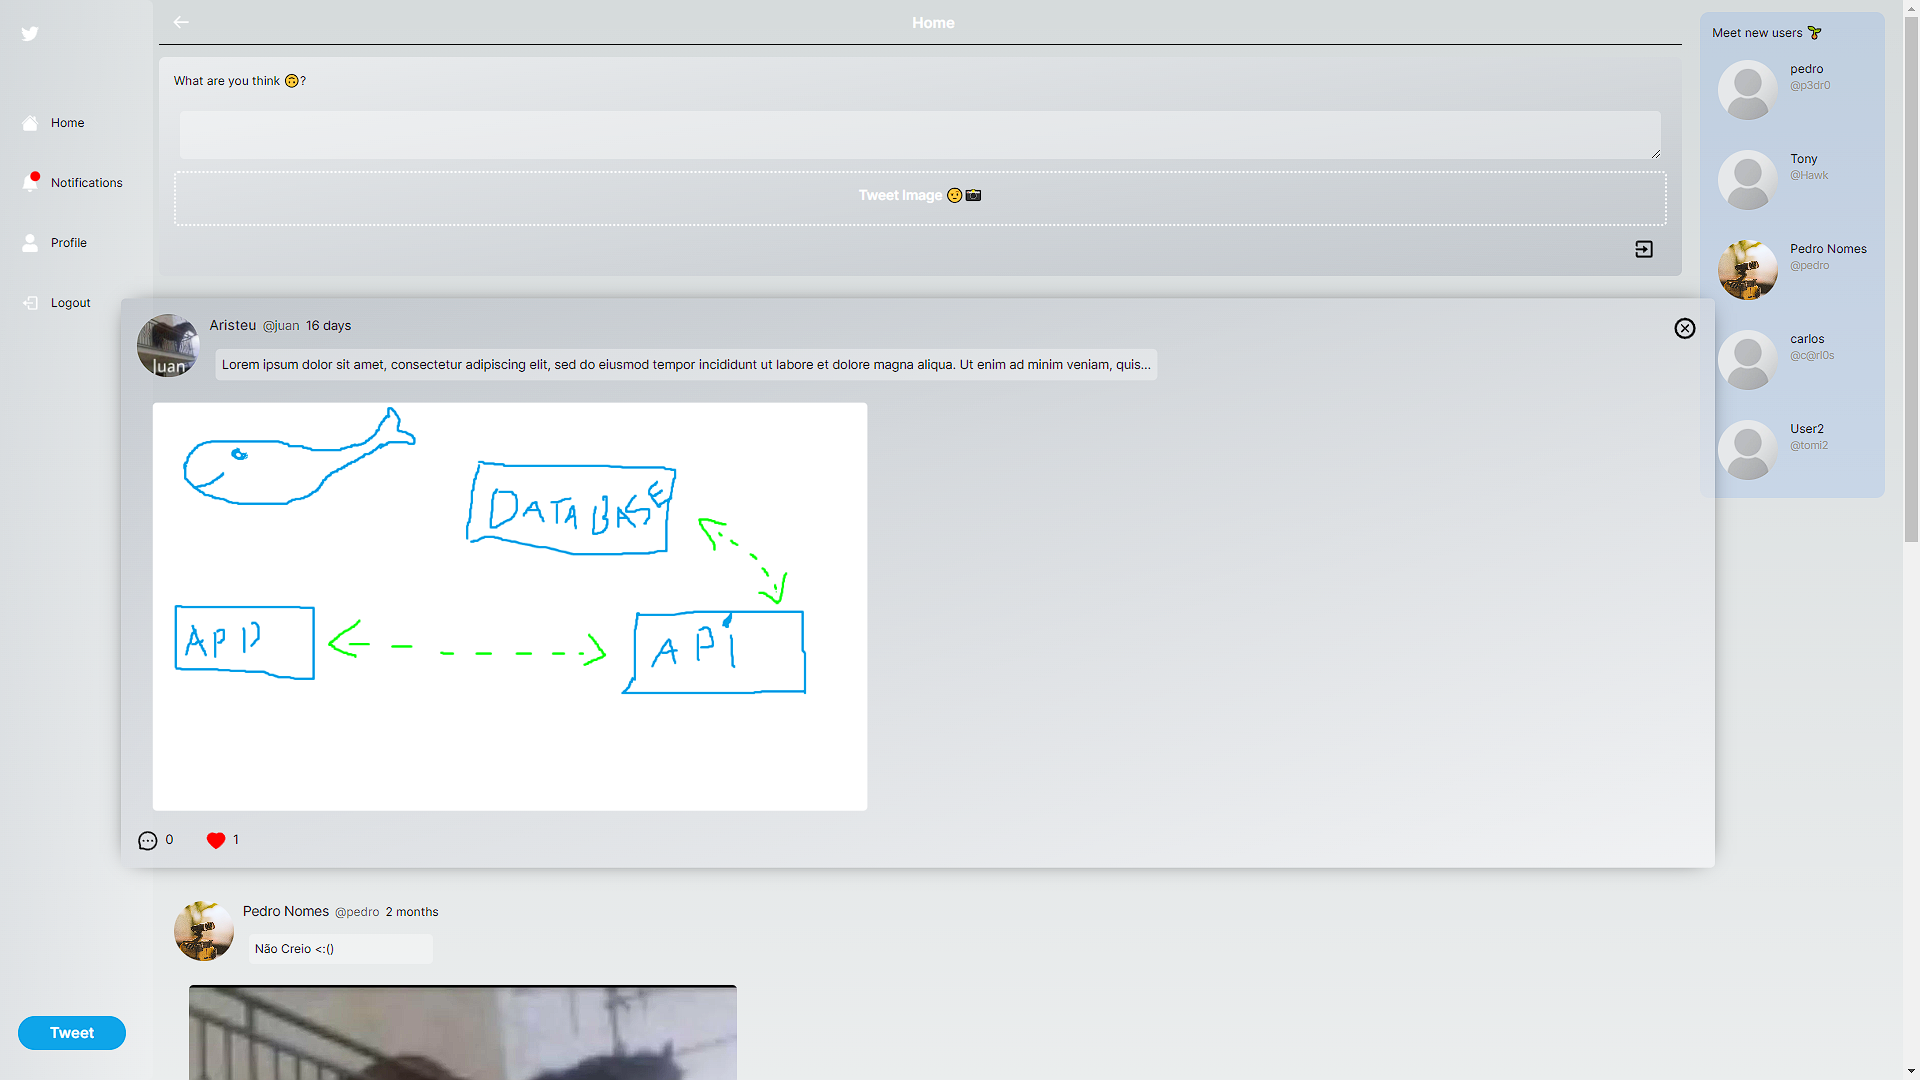 Home
What are you think 🙃?
Tweet Image 🤨📷
Home
Notifications
Profile
Logout
Tweet
Aristeu @juan 16 days
Juan
Lorem ipsum dolor sit amet, consectetur adipiscing elit, sed do eiusmod tempor incididunt ut labore et dolore magna aliqua. Ut enim ad minim veniam, quis...
DATABASE
APP
APi
0
1
Pedro Nomes @pedro 2 months
Não Creio <:()
Meet new users 🌱
pedro
@p3dr0
Tony
@Hawk
Pedro Nomes
@pedro
carlos
@c@rl0s
User2
@tomi2